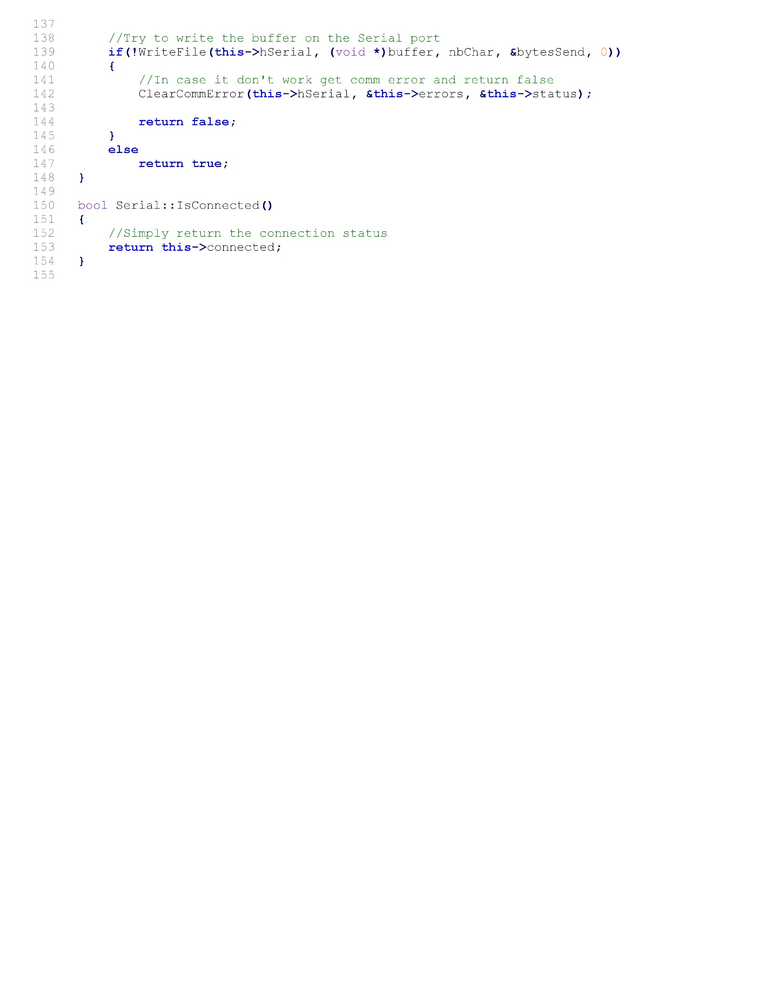 137
138 //Try to write the buffer on the Serial port
139 if(!WriteFile(this->hSerial, (void *)buffer, nbChar, &bytesSend, 0))
140 {
141 //In case it don't work get comm error and return false
142 ClearCommError(this->hSerial, &this->errors, &this->status);
143
144 return false;
145 }
146 else
147 return true;
148 }
149
150 bool Serial::IsConnected()
151 {
152 //Simply return the connection status
153 return this->connected;
154 }
155